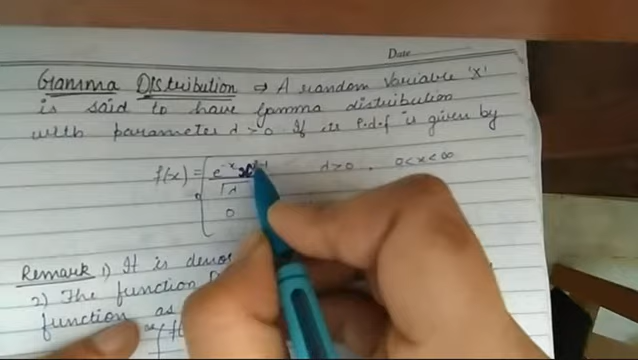 Date
Gamma Distribution → A random variable 'X'
is said to have Gamma distribution
with parameter λ > 0 If its P.d.f is given by
f(x) = { e^-x x^λ-1 / Γλ   λ>0 , 0<x<∞
0
Remark 1) It is
2) The function
function as